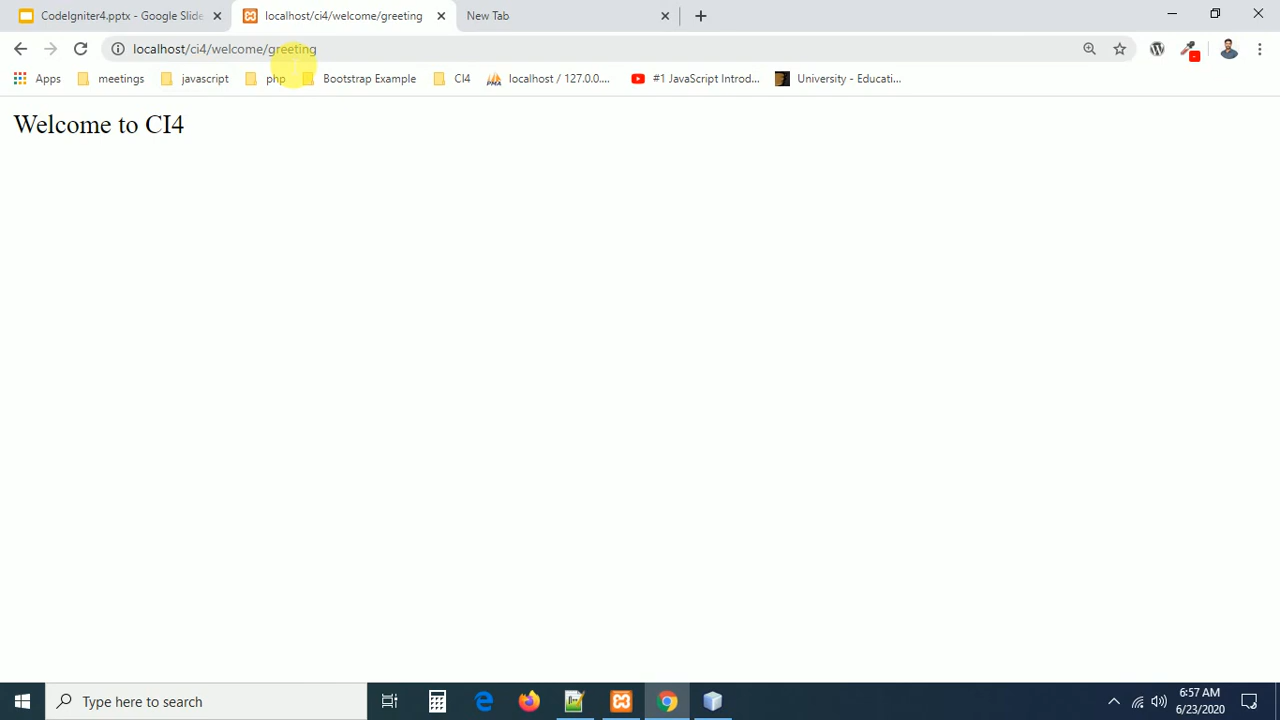 CodeIgniter4.pptx - Google Slide
localhost/ci4/welcome/greeting
New Tab
localhost/ci4/welcome/greeting
Apps
meetings
javascript
php
Bootstrap Example
CI4
localhost / 127.0.0....
#1 JavaScript Introd...
University - Educati...
Welcome to CI4
Type here to search
6:57 AM
6/23/2020